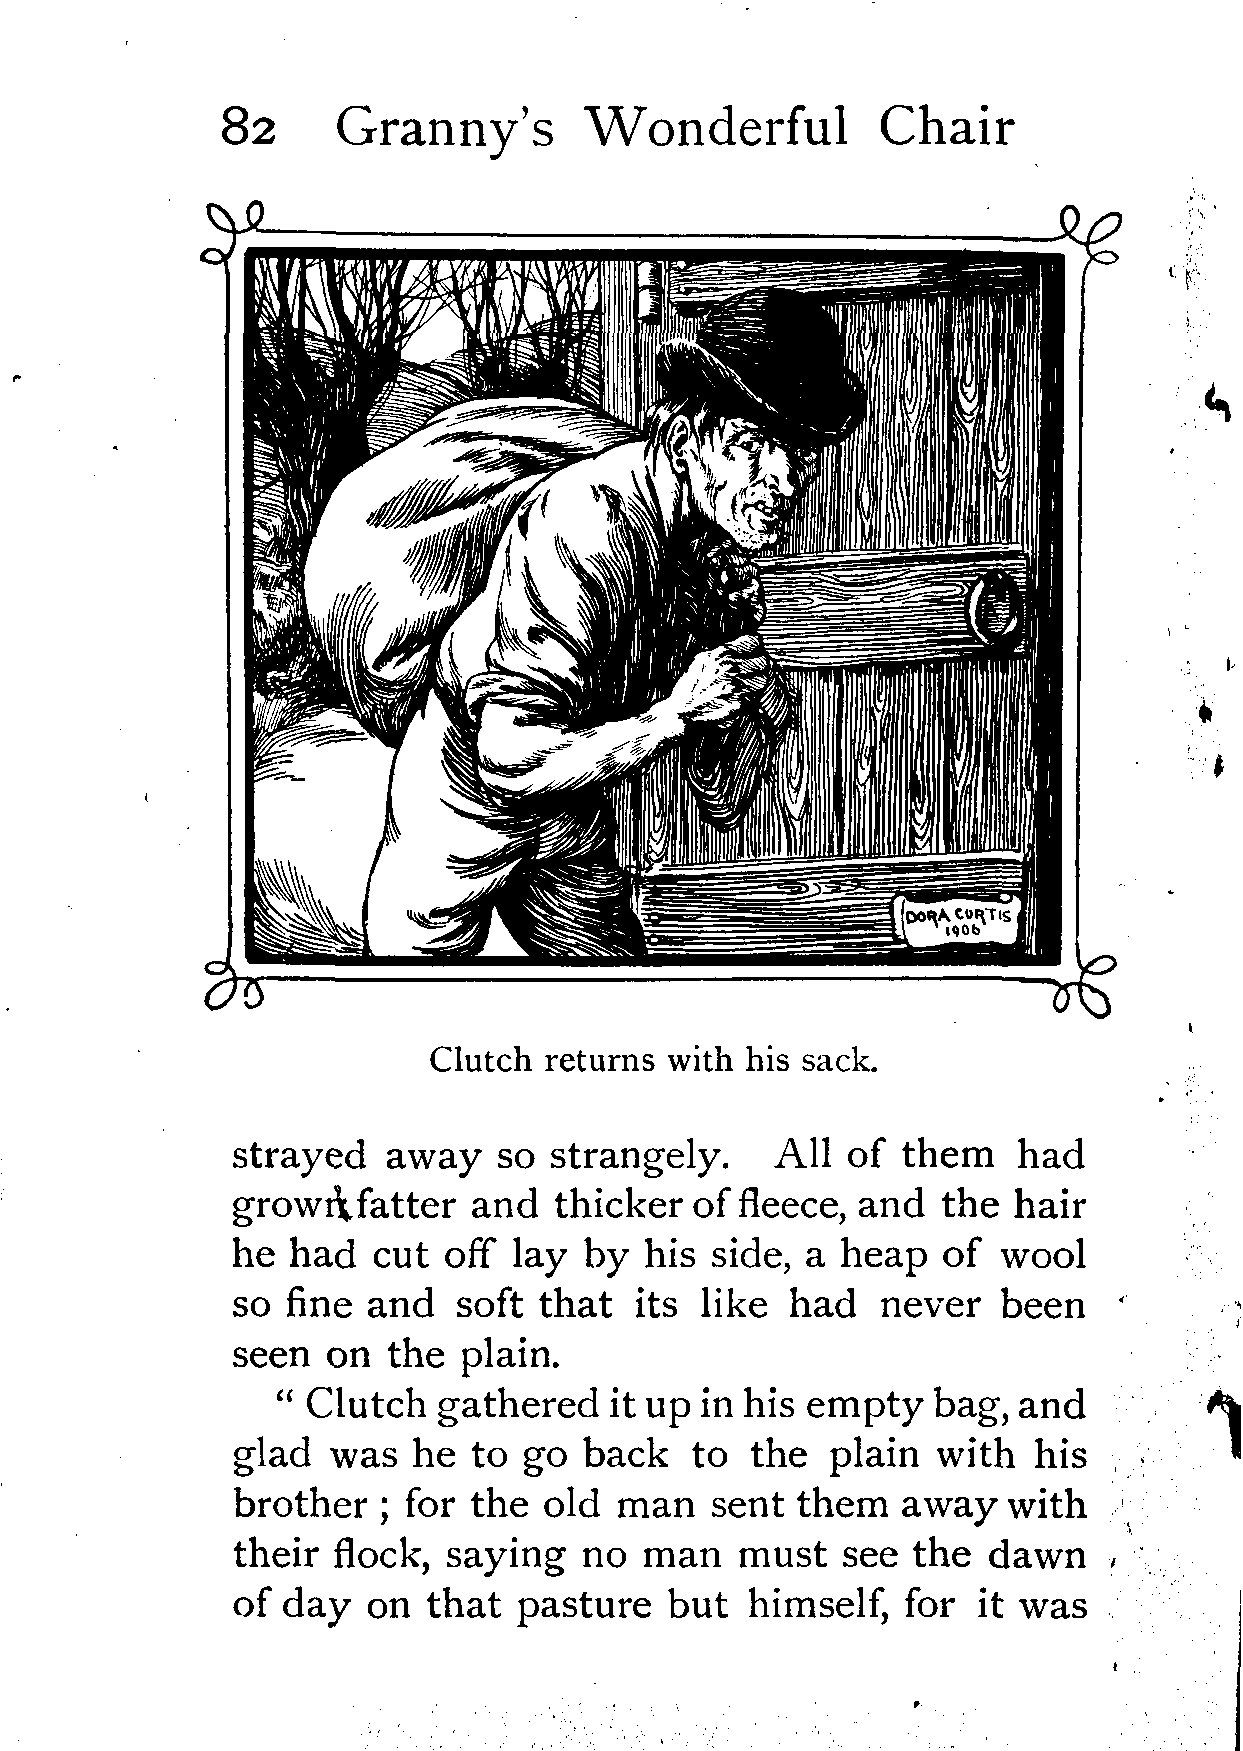 82 Granny's Wonderful Chair
DORA CURTIS
1906
Clutch returns with his sack.
strayed away so strangely. All of them had
grown fatter and thicker of fleece, and the hair
he had cut off lay by his side, a heap of wool
so fine and soft that its like had never been
seen on the plain.
" Clutch gathered it up in his empty bag, and
glad was he to go back to the plain with his
brother ; for the old man sent them away with
their flock, saying no man must see the dawn
of day on that pasture but himself, for it was